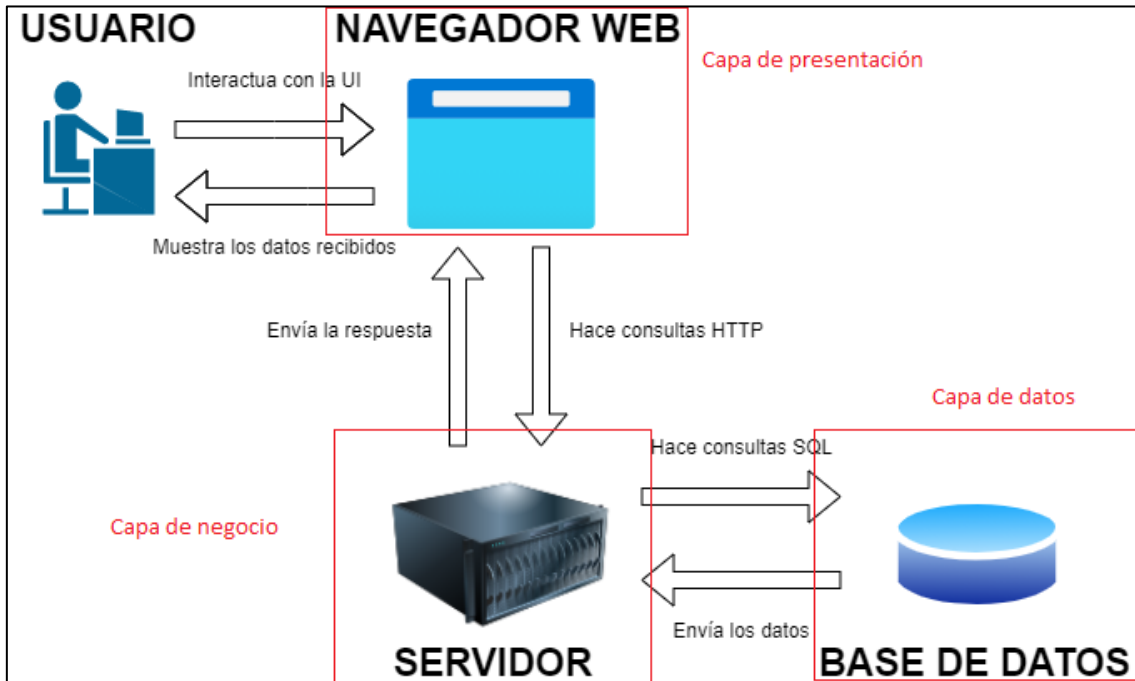 USUARIO
NAVEGADOR WEB
Capa de presentación
Interactua con la UI
Muestra los datos recibidos
Envía la respuesta
Hace consultas HTTP
Capa de datos
Hace consultas SQL
Capa de negocio
Envía los datos
SERVIDOR
BASE DE DATOS